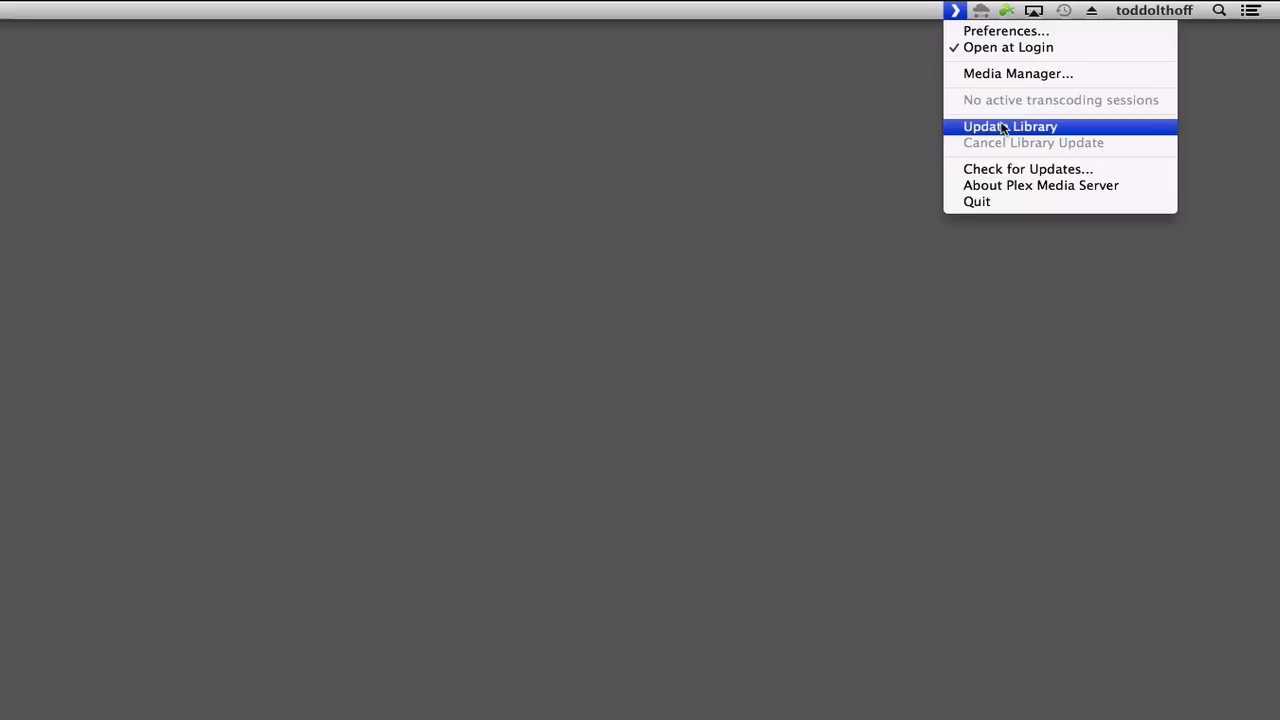 toddolthoff
Preferences...
Open at Login
Media Manager...
No active transcoding sessions
Update Library
Cancel Library Update
Check for Updates...
About Plex Media Server
Quit